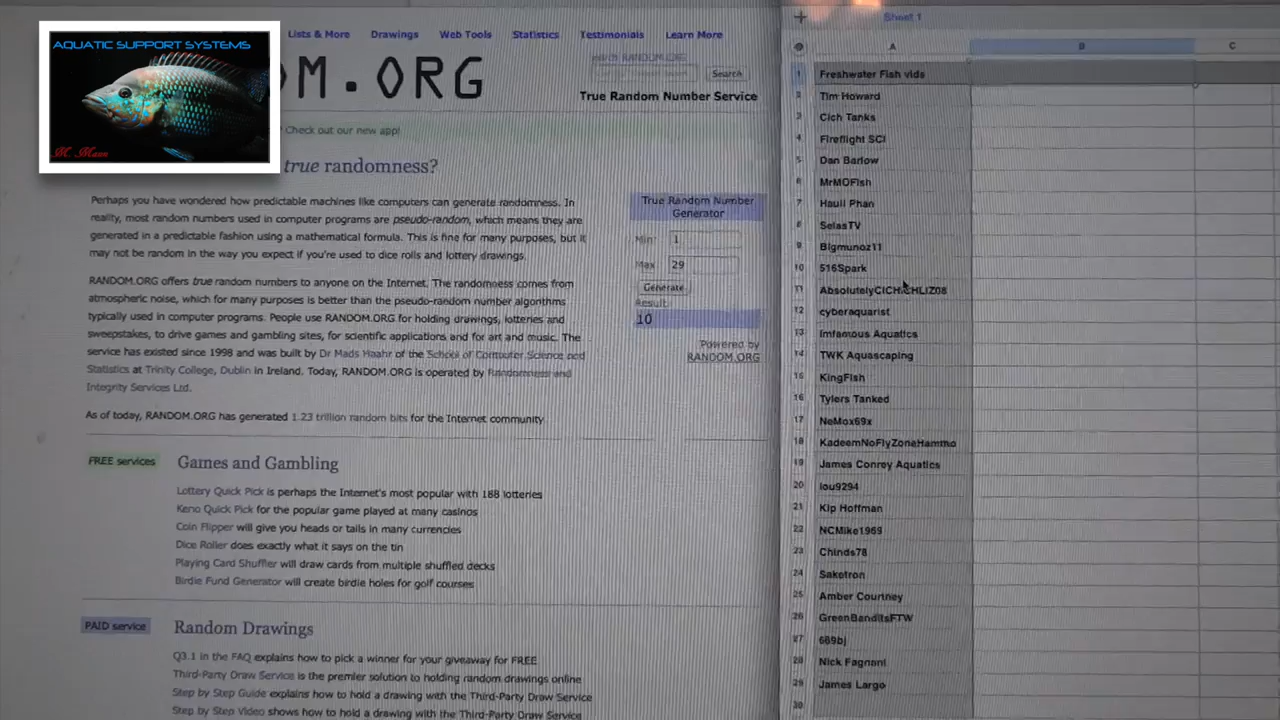 AQUATIC SUPPORT SYSTEMS
M. Mann
Lists & More Drawings Web Tools Statistics Testimonials Learn More
search RANDOM.ORG
Search
OM.ORG
True Random Number Service
Check out our new app!
true randomness?
Perhaps you have wondered how predictable machines like computers can generate randomness. In
reality, most random numbers used in computer programs are pseudo-random, which means they are
generated in a predictable fashion using a mathematical formula. This is fine for many purposes, but it
may not be random in the way you expect if you're used to dice rolls and lottery drawings.
RANDOM.ORG offers true random numbers to anyone on the Internet. The randomness comes from
atmospheric noise, which for many purposes is better than the pseudo-random number algorithms
typically used in computer programs. People use RANDOM.ORG for holding drawings, lotteries and
sweepstakes, to drive games and gambling sites, for scientific applications and for art and music. The
service has existed since 1998 and was built by Dr Mads Haahr of the School of Computer Science and
Statistics at Trinity College, Dublin in Ireland. Today, RANDOM.ORG is operated by Randomness and
Integrity Services Ltd.
As of today, RANDOM.ORG has generated 1.23 trillion random bits for the Internet community
True Random Number
Generator
Min: 1
Max: 29
Generate
Result:
10
Powered by
RANDOM.ORG
FREE services
Games and Gambling
Lottery Quick Pick is perhaps the Internet's most popular with 188 lotteries
Keno Quick Pick for the popular game played at many casinos
Coin Flipper will give you heads or tails in many currencies
Dice Roller does exactly what it says on the tin
Playing Card Shuffler will draw cards from multiple shuffled decks
Birdie Fund Generator will create birdie holes for golf courses
PAID service
Random Drawings
Q3.1 in the FAQ explains how to pick a winner for your giveaway for FREE
Third-Party Draw Service is the premier solution to holding random drawings online
Step by Step Guide explains how to hold a drawing with the Third-Party Draw Service
Step by Step Video shows how to hold a drawing with the Third-Party Draw Service
Sheet 1
A B C
1 Freshwater Fish vids
2 Tim Howard
3 Cich Tanks
4 Fireflight SCI
5 Dan Barlow
6 MrMOFish
7 Hauli Phan
8 SelasTV
9 Bigmunoz11
10 516Spark
11 AbsolutelyCICHLIZ08
12 cyberaquarist
13 Imfamous Aquatics
14 TWK Aquascaping
15 KingFish
16 Tylers Tanked
17 NeMox69x
18 KadeemNoFlyZoneHammo
19 James Conroy Aquatics
20 lou9294
21 Kip Hoffman
22 NCMike1969
23 Chinds78
24 Saketron
25 Amber Courtney
26 GreenBanditsFTW
27 689bj
28 Nick Fagnani
29 James Largo
30